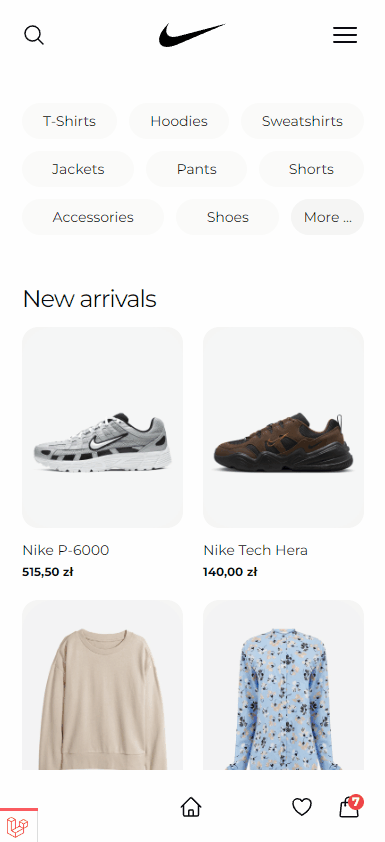 T-Shirts Hoodies Sweatshirts
Jackets Pants Shorts
Accessories Shoes More ...
New arrivals
Nike P-6000 Nike Tech Hera
515,50 zł 140,00 zł
7